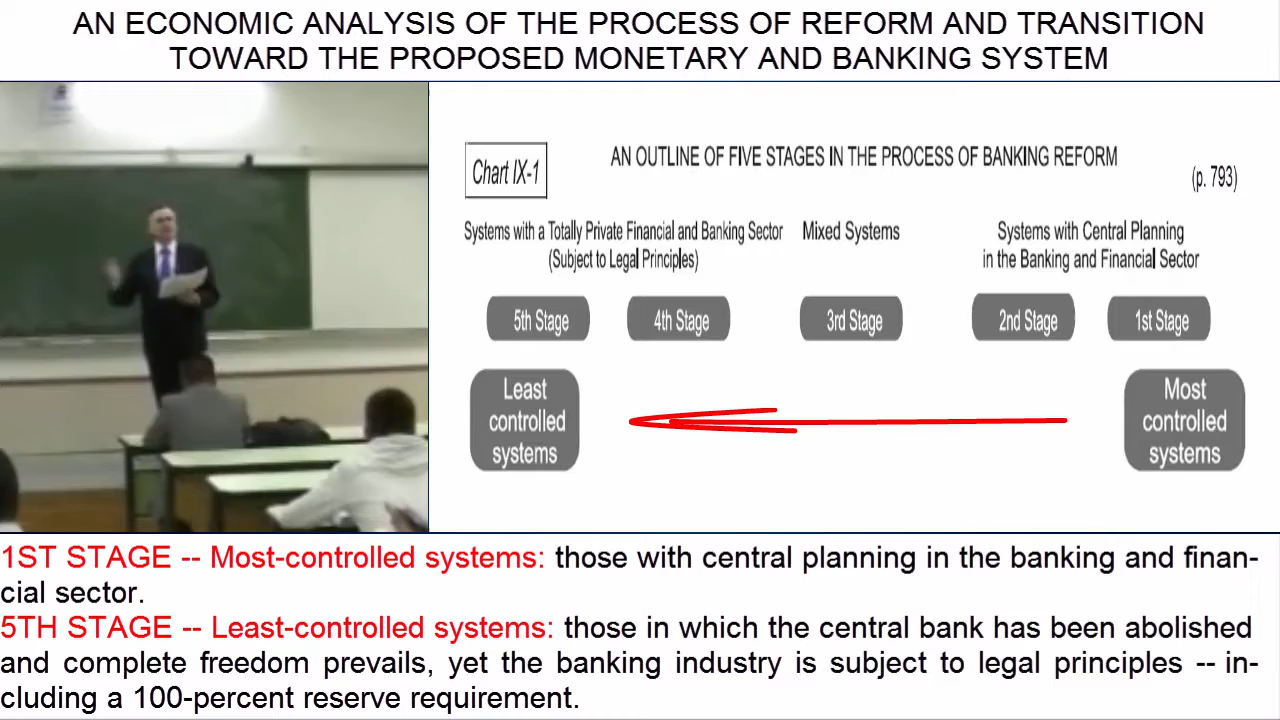 AN ECONOMIC ANALYSIS OF THE PROCESS OF REFORM AND TRANSITION
TOWARD THE PROPOSED MONETARY AND BANKING SYSTEM
Chart IX-1
AN OUTLINE OF FIVE STAGES IN THE PROCESS OF BANKING REFORM
(p. 793)
Systems with a Totally Private Financial and Banking Sector
(Subject to Legal Principles)
Mixed Systems
Systems with Central Planning
in the Banking and Financial Sector
5th Stage
4th Stage
3rd Stage
2nd Stage
1st Stage
Least
controlled
systems
Most
controlled
systems
1ST STAGE -- Most-controlled systems: those with central planning in the banking and finan-
cial sector.
5TH STAGE -- Least-controlled systems: those in which the central bank has been abolished
and complete freedom prevails, yet the banking industry is subject to legal principles -- in-
cluding a 100-percent reserve requirement.